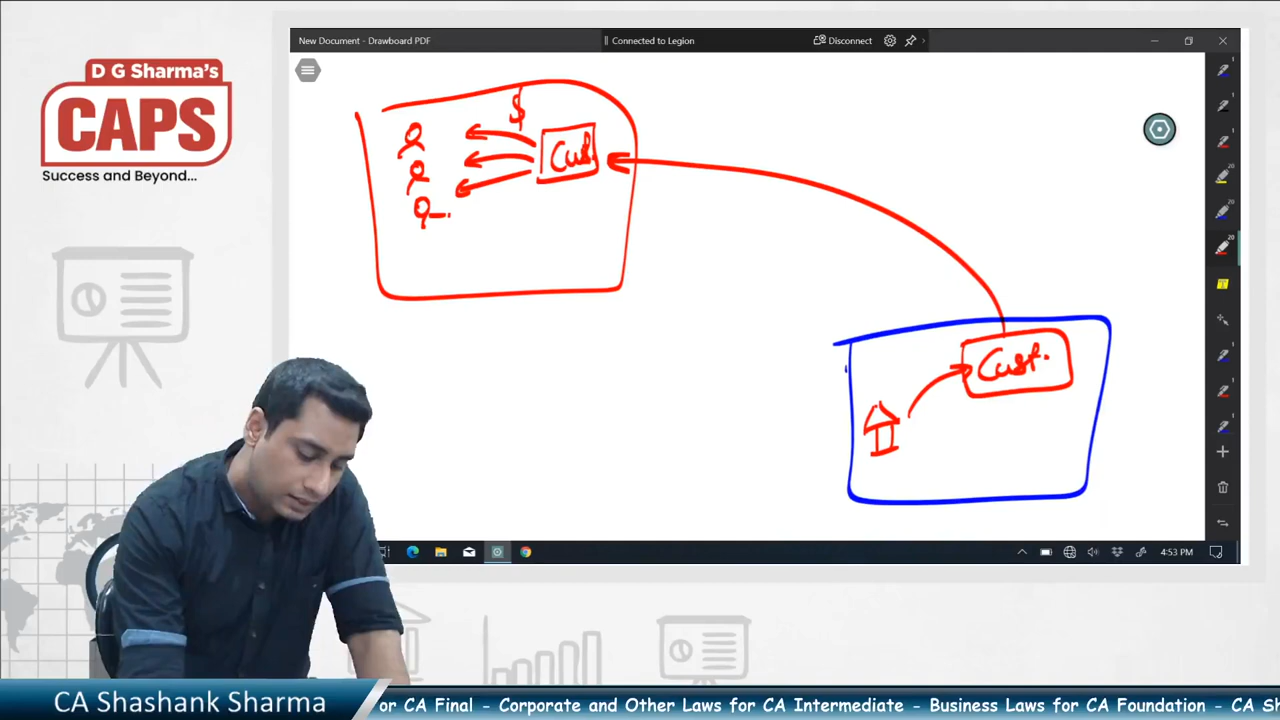 D G Sharma's
CAPS
Success and Beyond...
New Document - Drawboard PDF
Connected to Legion
Disconnect
$
Cust
Cust.
4:53 PM
CA Shashank Sharma
or CA Final - Corporate and Other Laws for CA Intermediate - Business Laws for CA Foundation - CA Sh